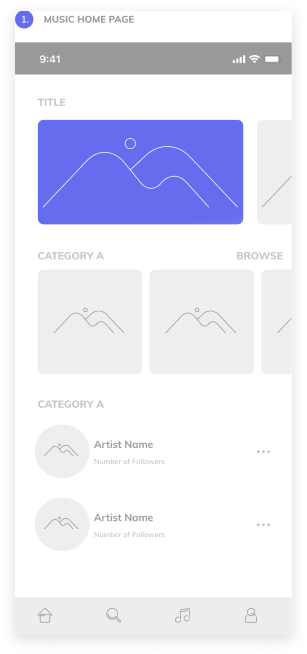 1. MUSIC HOME PAGE
9:41
TITLE
CATEGORY A BROWSE
CATEGORY A
Artist Name
Number of Followers
Artist Name
Number of Followers